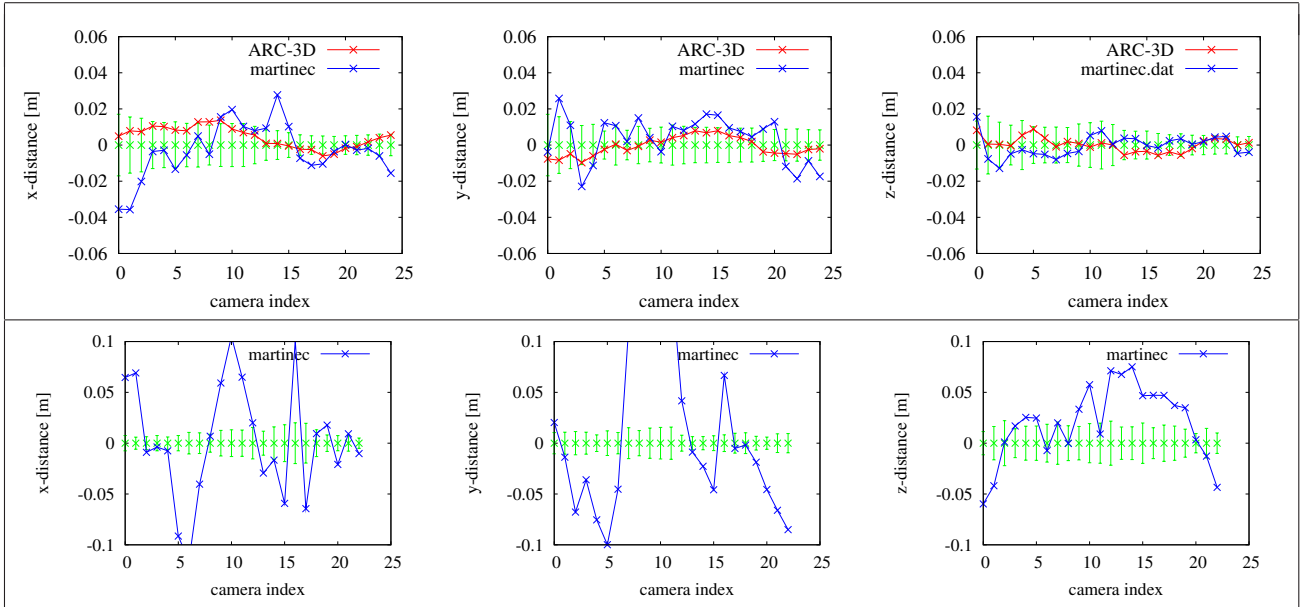 0.06
0.04
0.02
0
-0.02
-0.04
-0.06
0 5 10 15 20 25
x-distance [m]
camera index
ARC-3D
martinec
0.06
0.04
0.02
0
-0.02
-0.04
-0.06
0 5 10 15 20 25
y-distance [m]
camera index
ARC-3D
martinec
0.06
0.04
0.02
0
-0.02
-0.04
-0.06
0 5 10 15 20 25
z-distance [m]
camera index
ARC-3D
martinec.dat
0.1
0.05
0
-0.05
-0.1
0 5 10 15 20 25
x-distance [m]
camera index
martinec
0.1
0.05
0
-0.05
-0.1
0 5 10 15 20 25
y-distance [m]
camera index
martinec
0.1
0.05
0
-0.05
-0.1
0 5 10 15 20 25
z-distance [m]
camera index
martinec